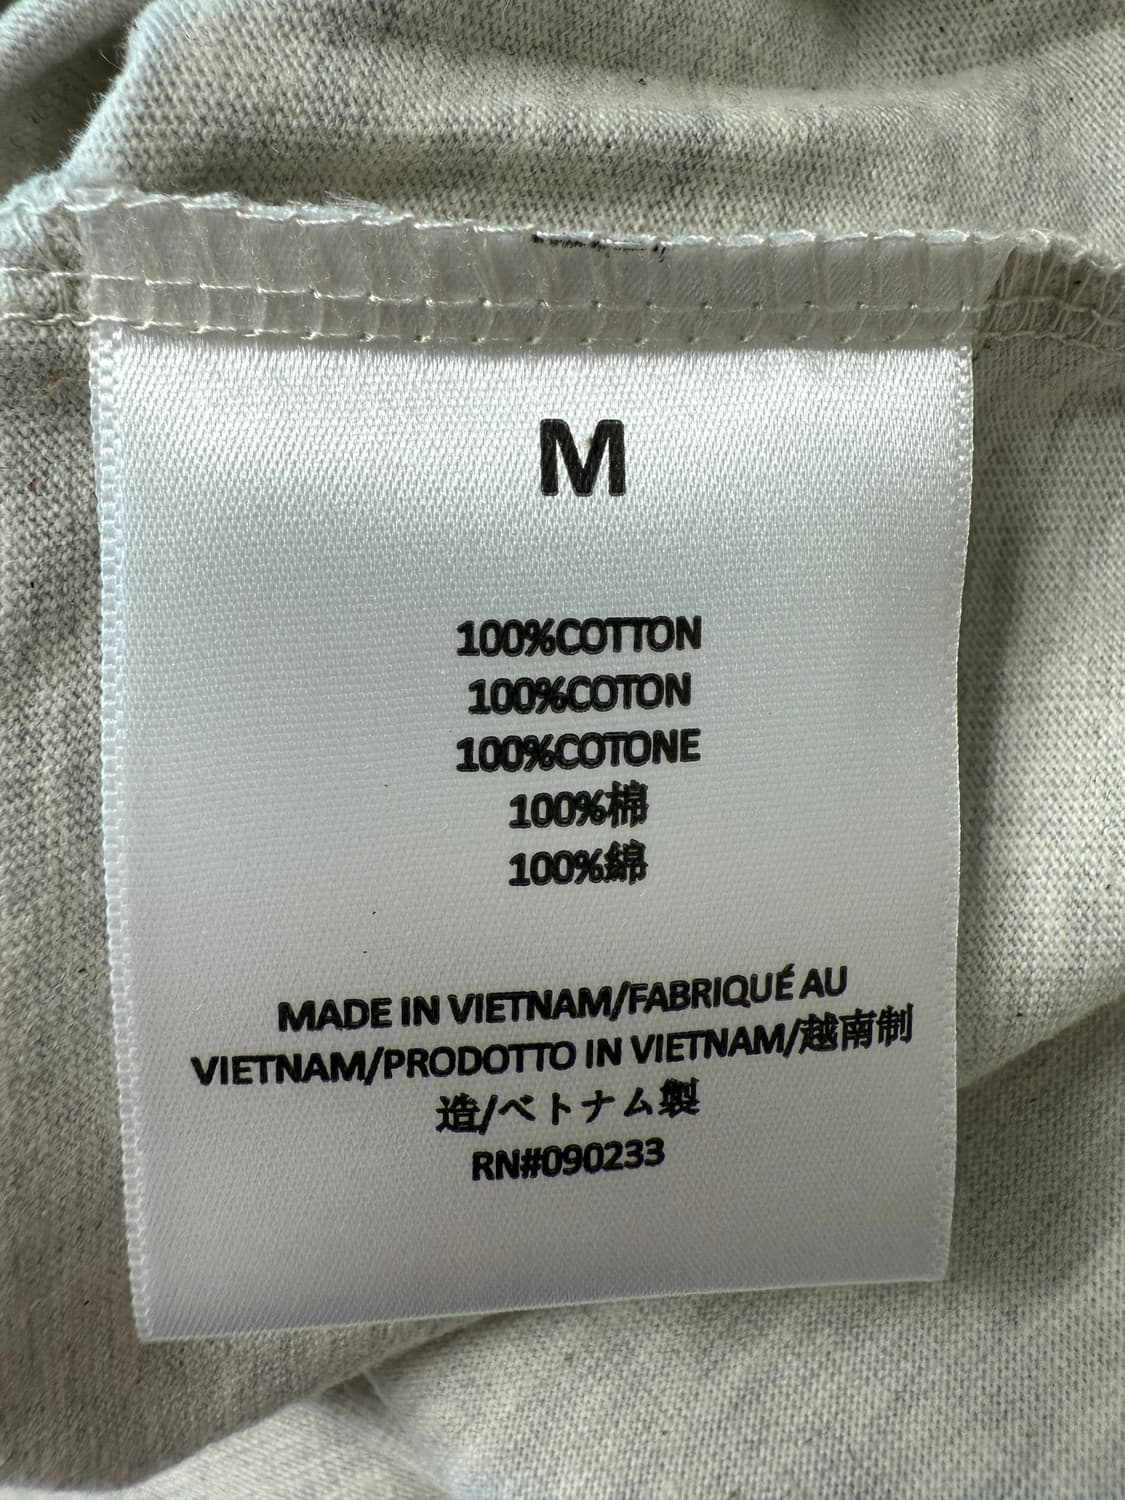 M
100%COTTON
100%COTON
100%COTONE
100%棉
100%綿
MADE IN VIETNAM/FABRIQUÉ AU
VIETNAM/PRODOTTO IN VIETNAM/越南制
造/ベトナム製
RN#090233